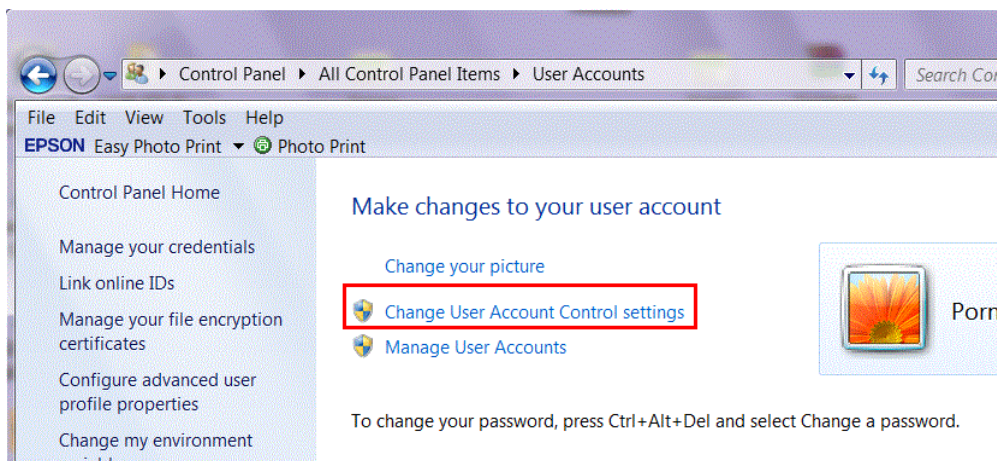 Control Panel ▸ All Control Panel Items ▸ User Accounts
Search Con
File Edit View Tools Help
EPSON Easy Photo Print Photo Print
Control Panel Home
Manage your credentials
Link online IDs
Manage your file encryption
certificates
Configure advanced user
profile properties
Change my environment
Make changes to your user account
Change your picture
Change User Account Control settings
Manage User Accounts
Porn
To change your password, press Ctrl+Alt+Del and select Change a password.